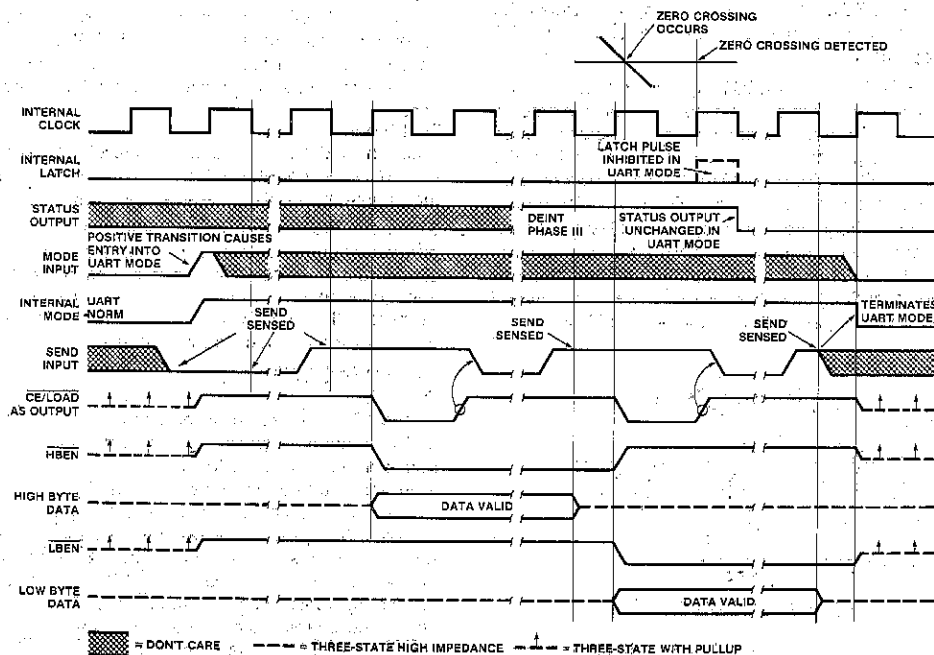 ZERO CROSSING
OCCURS
ZERO CROSSING DETECTED
INTERNAL
CLOCK
INTERNAL
LATCH
LATCH PULSE
INHIBITED IN
UART MODE
STATUS
OUTPUT
DEINT
PHASE III
STATUS OUTPUT
UNCHANGED IN
UART MODE
POSITIVE TRANSITION CAUSES
ENTRY INTO
UART MODE
MODE
INPUT
INTERNAL
MODE
UART
NORM
SEND
SENSED
SEND
SENSED
SEND
SENSED
TERMINATES
UART MODE
SEND
INPUT
CE/LOAD
AS OUTPUT
HBEN
HIGH BYTE
DATA
DATA VALID
LBEN
LOW BYTE
DATA
DATA VALID
= DON'T CARE
= THREE-STATE HIGH IMPEDANCE
= THREE-STATE WITH PULLUP